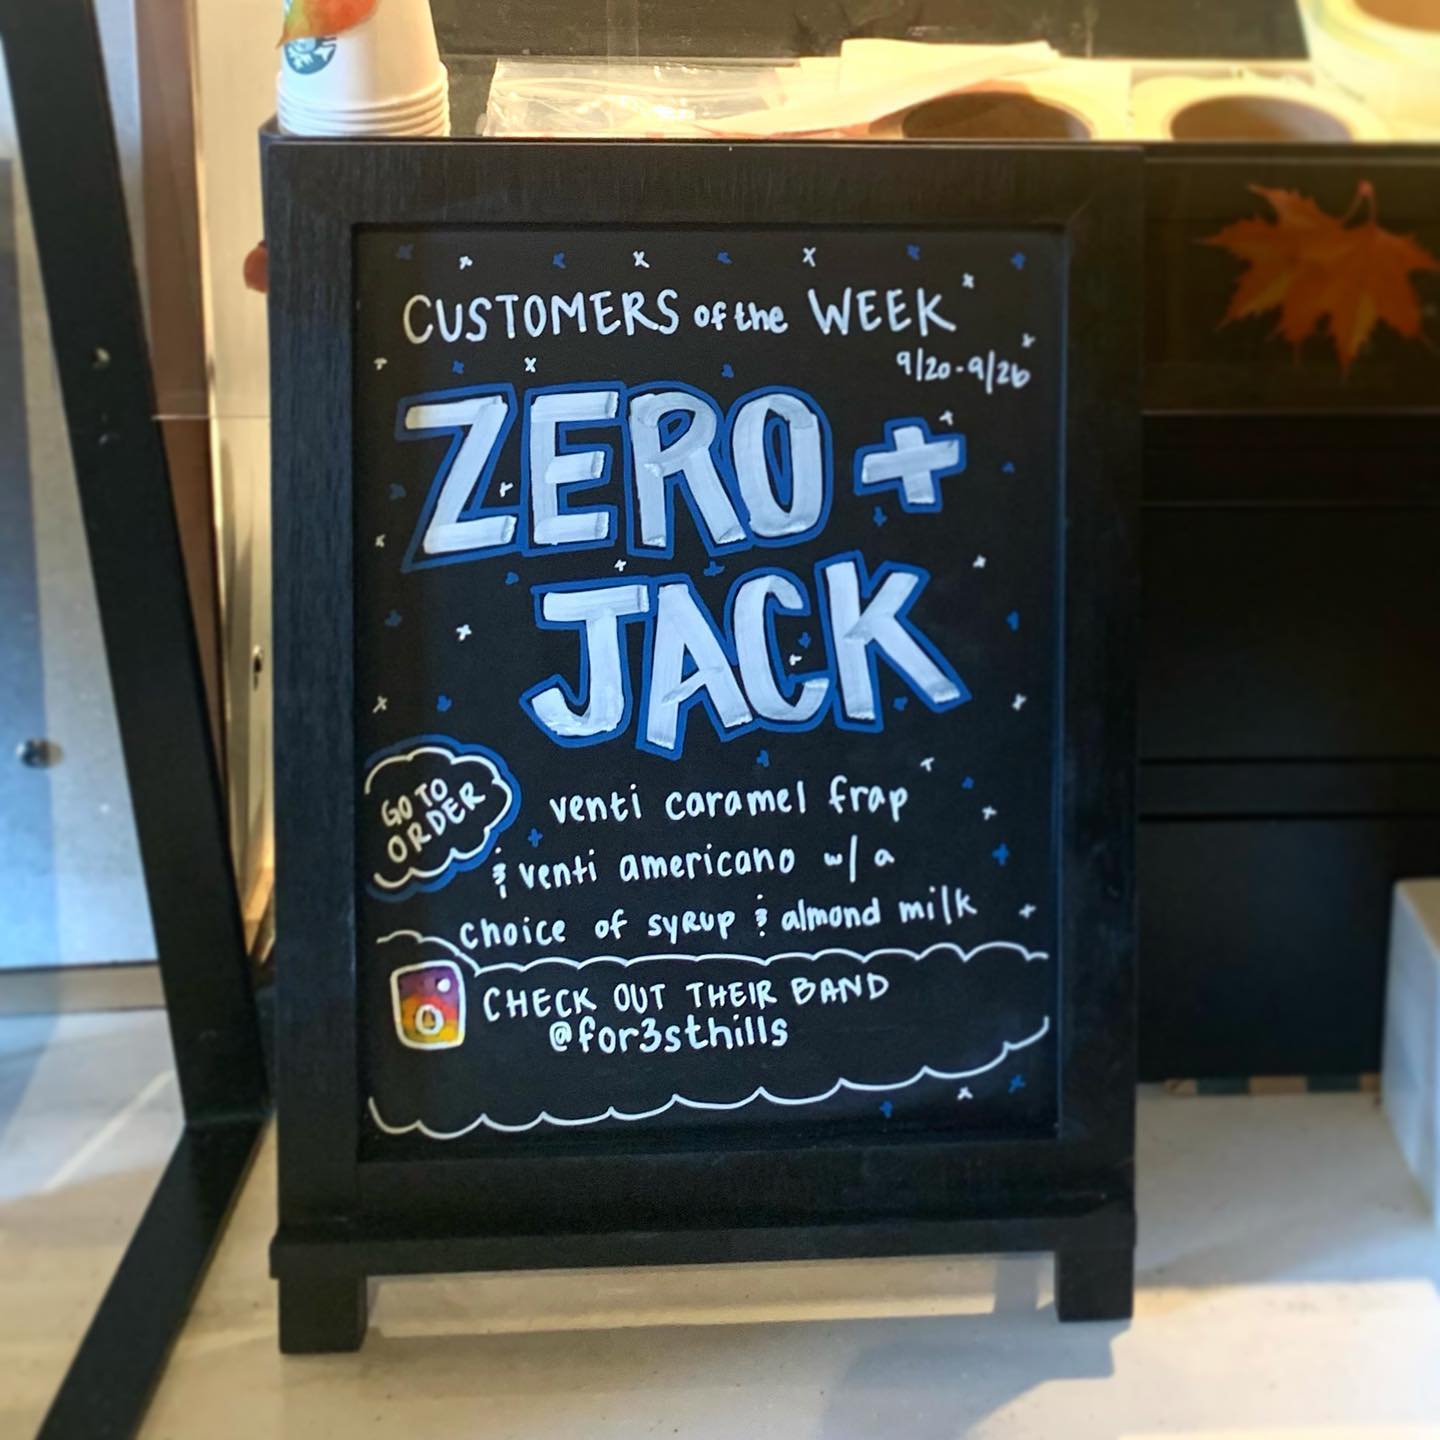 CUSTOMERS of the WEEK
9/20-9/26
ZERO +
JACK
GO TO
ORDER
venti caramel frap
& venti americano w/ a
choice of syrup & almond milk
CHECK OUT THEIR BAND
@for3sthills